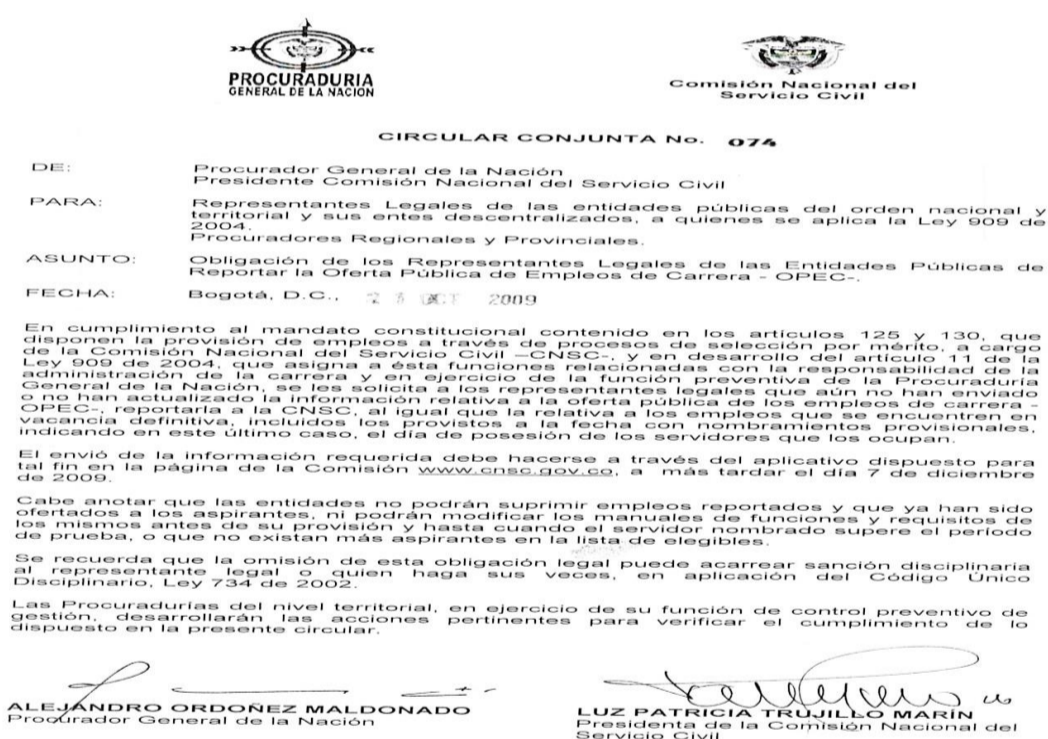 PROCURADURIA
GENERAL DE LA NACION
Comisión Nacional del
Servicio Civil
CIRCULAR CONJUNTA No. 074
DE: Procurador General de la Nación
Presidente Comisión Nacional del Servicio Civil
PARA: Representantes Legales de las entidades públicas del orden nacional y
territorial y sus entes descentralizados, a quienes se aplica la Ley 909 de
2004.
Procuradores Regionales y Provinciales.
ASUNTO: Obligación de los Representantes Legales de las Entidades Públicas de
Reportar la Oferta Pública de Empleos de Carrera - OPEC-.
FECHA: Bogotá, D.C., OCT 2009
En cumplimiento al mandato constitucional contenido en los artículos 125 y 130, que
disponen la provisión de empleos a través de procesos de selección por mérito, a cargo
de la Comisión Nacional del Servicio Civil –CNSC-, y en desarrollo del artículo 11 de la
Ley 909 de 2004, que asigna a ésta funciones relacionadas con la responsabilidad de la
administración de la carrera y en ejercicio de la función preventiva de la Procuraduría
General de la Nación, se les solicita a los representantes legales que aún no han enviado
o no han actualizado la información relativa a la oferta pública de los empleos de carrera -
OPEC-, reportarla a la CNSC, al igual que la relativa a los empleos que se encuentren en
vacancia definitiva, incluidos los provistos a la fecha con nombramientos provisionales,
indicando en este último caso, el día de posesión de los servidores que los ocupan.
El envió de la información requerida debe hacerse a través del aplicativo dispuesto para
tal fin en la página de la Comisión www.cnsc.gov.co, a más tardar el día 7 de diciembre
de 2009.
Cabe anotar que las entidades no podrán suprimir empleos reportados y que ya han sido
ofertados a los aspirantes, ni podrán modificar los manuales de funciones y requisitos de
los mismos antes de su provisión y hasta cuando el servidor nombrado supere el período
de prueba, o que no existan más aspirantes en la lista de elegibles.
Se recuerda que la omisión de esta obligación legal puede acarrear sanción disciplinaria
al representante legal o quien haga sus veces, en aplicación del Código Único
Disciplinario, Ley 734 de 2002.
Las Procuradurías del nivel territorial, en ejercicio de su función de control preventivo de
gestión, desarrollarán las acciones pertinentes para verificar el cumplimiento de lo
dispuesto en la presente circular.
ALEJANDRO ORDOÑEZ MALDONADO
Procurador General de la Nación
LUZ PATRICIA TRUJILLO MARÍN
Presidenta de la Comisión Nacional del
Servicio Civil